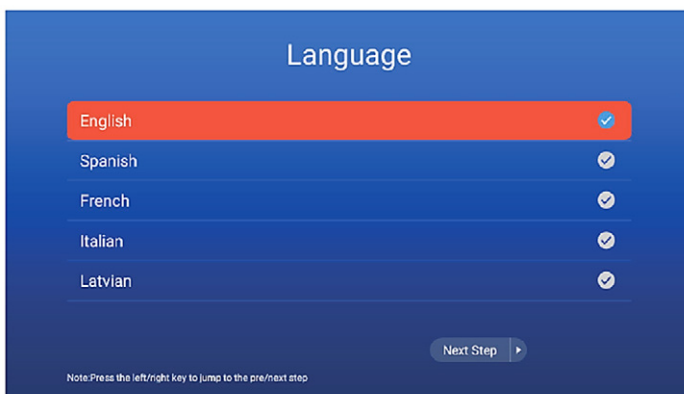 Language
English
Spanish
French
Italian
Latvian
Next Step
Note:Press the left/right key to jump to the pre/next step